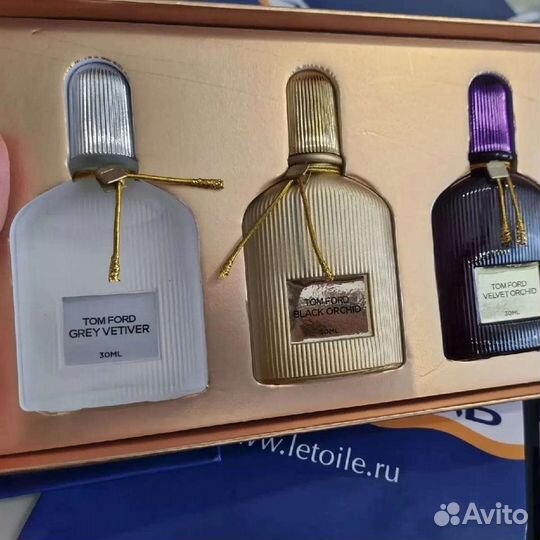 TOM FORD
GREY VETIVER
30ML
TOM FORD
BLACK ORCHID
30ML
TOM FORD
VELVET ORCHID
30ML
www.letoile.ru
Avito